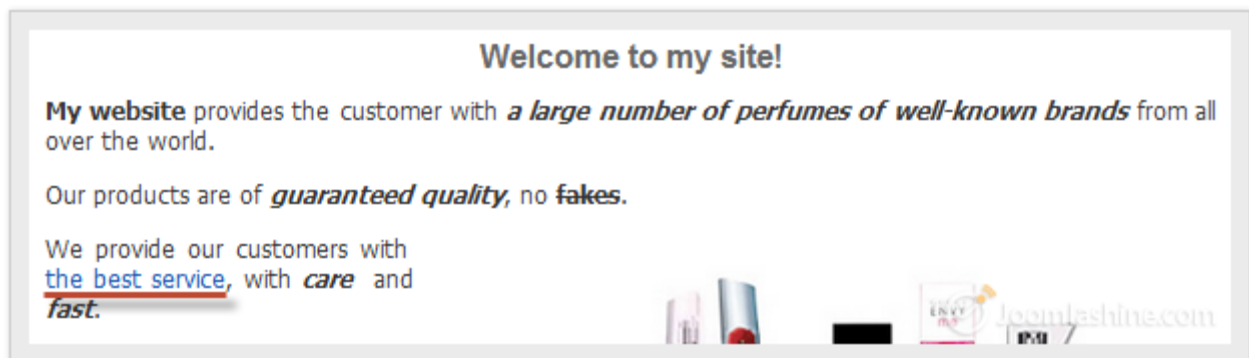 Welcome to my site!
My website provides the customer with a large number of perfumes of well-known brands from all
over the world.
Our products are of guaranteed quality, no fakes.
We provide our customers with
the best service, with care and
fast.
ENVY
me
Joomlashine.com